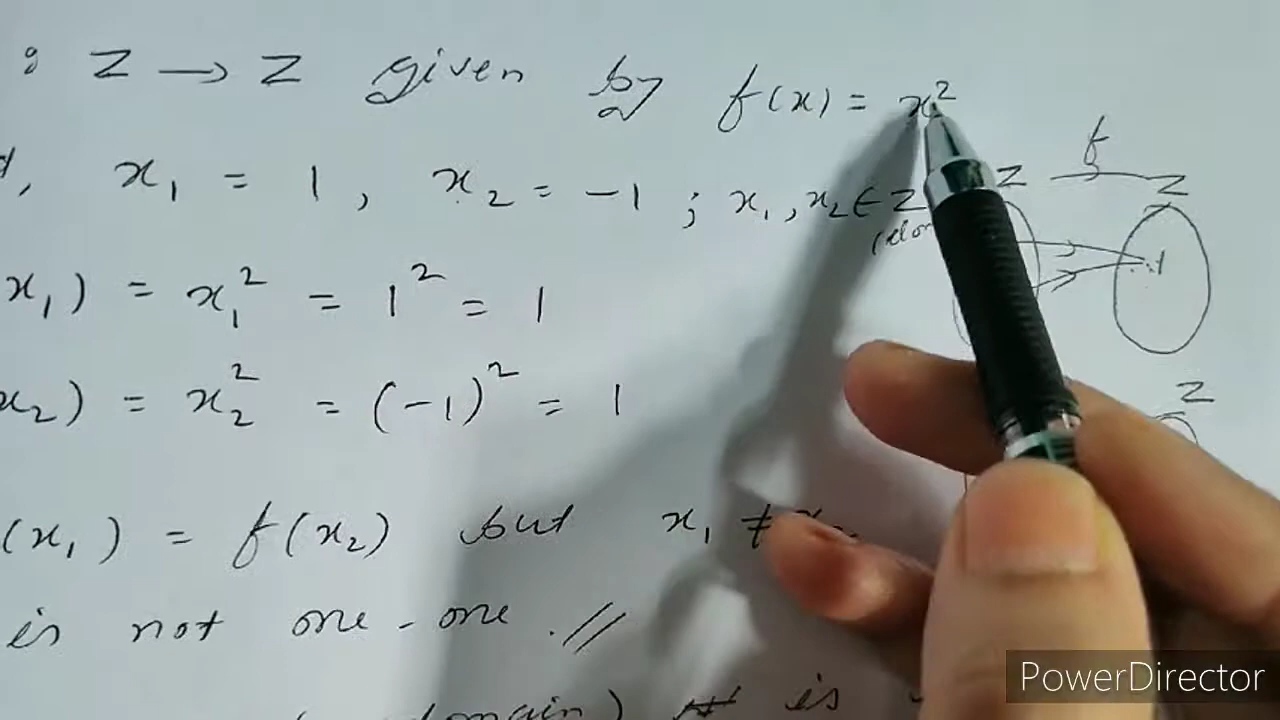 : Z → Z given by f(x) = x²
x₁ = 1, x₂ = -1 ; x₁, x₂ ∈ Z
x₁) = x₁² = 1² = 1
x₂) = x₂² = (-1)² = 1
(x₁) = f(x₂) but x₁ ≠
is not one-one. //
domain) is
Z f Z
1
Z
PowerDirector